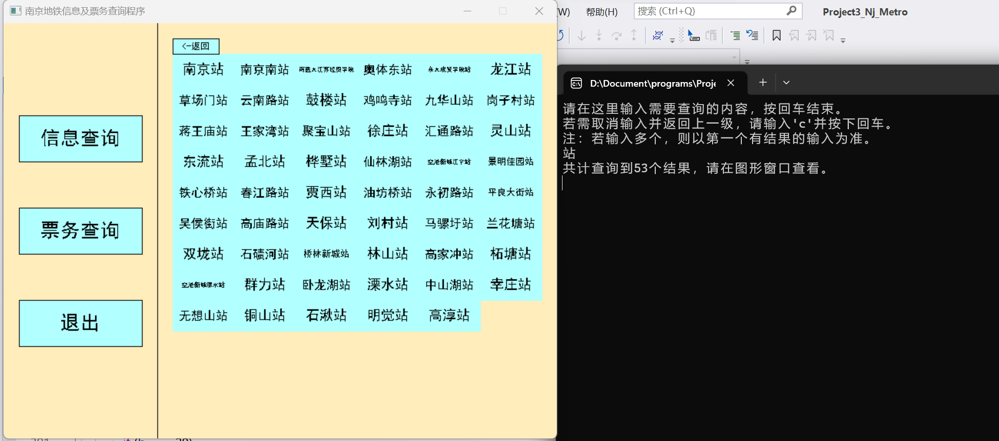 南京地铁信息及票务查询程序
信息查询
票务查询
退出
<-返回
南京站 南京南站 南医大江苏经贸学院 奥体东站 东大成贤学院站 龙江站
草场门站 云南路站 鼓楼站 鸡鸣寺站 九华山站 岗子村站
蒋王庙站 王家湾站 聚宝山站 徐庄站 汇通路站 灵山站
东流站 孟北站 桦墅站 仙林湖站 空港新城江宁站 景明佳园站
铁心桥站 春江路站 贾西站 油坊桥站 永初路站 平良大街站
吴侯街站 高庙路站 天保站 刘村站 马骡圩站 兰花塘站
双垅站 石碛河站 桥林新城站 林山站 高家冲站 柘塘站
空港新城溧水站 群力站 卧龙湖站 溧水站 中山湖站 幸庄站
无想山站 铜山站 石湫站 明觉站 高淳站
(W) 帮助(H) 搜索 (Ctrl+Q) Project3_Nj_Metro
D:\Document\programs\Proje
请在这里输入需要查询的内容，按回车结束。
若需取消输入并返回上一级，请输入'c'并按下回车。
注：若输入多个，则以第一个有结果的输入为准。
站
共计查询到53个结果，请在图形窗口查看。